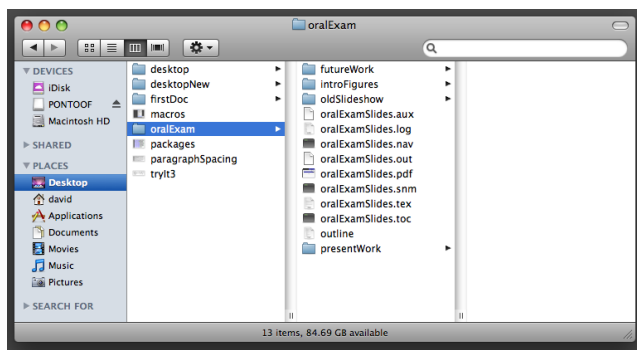 oralExam
DEVICES
iDisk
PONTOOF
Macintosh HD
SHARED
PLACES
Desktop
david
Applications
Documents
Movies
Music
Pictures
SEARCH FOR
desktop
desktopNew
firstDoc
macros
oralExam
packages
paragraphSpacing
tryIt3
futureWork
introFigures
oldSlideshow
oralExamSlides.aux
oralExamSlides.log
oralExamSlides.nav
oralExamSlides.out
oralExamSlides.pdf
oralExamSlides.snm
oralExamSlides.tex
oralExamSlides.toc
outline
presentWork
13 items, 84.69 GB available